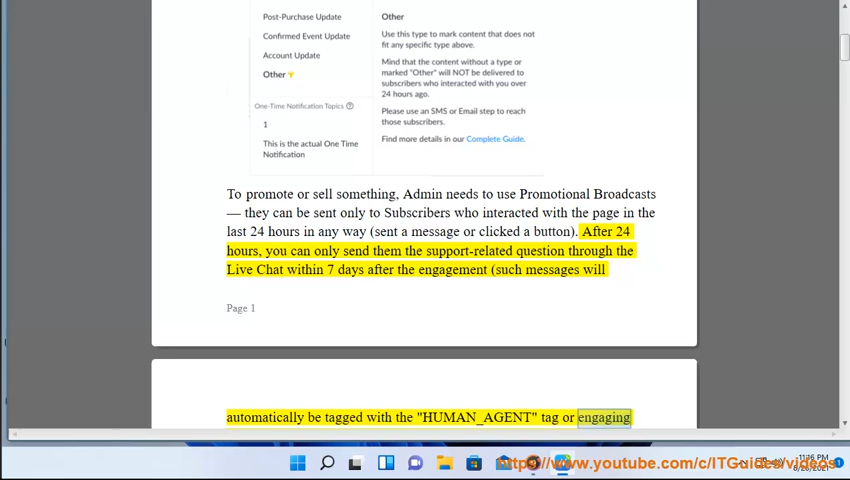 Post-Purchase Update
Confirmed Event Update
Account Update
Other
One-Time Notification Topics
1
This is the actual One Time
Notification
Other
Use this type to mark content that does not
fit any specific type above.
Mind that the content without a type or
marked "Other" will NOT be delivered to
subscribers who interacted with you over
24 hours ago.
Please use an SMS or Email step to reach
those subscribers.
Find more details in our Complete Guide.
To promote or sell something, Admin needs to use Promotional Broadcasts
— they can be sent only to Subscribers who interacted with the page in the
last 24 hours in any way (sent a message or clicked a button). After 24
hours, you can only send them the support-related question through the
Live Chat within 7 days after the engagement (such messages will
Page 1
automatically be tagged with the "HUMAN_AGENT" tag or engaging
http://www.youtube.com/c/ITGuides/videos
11:16 PM
8/26/2021